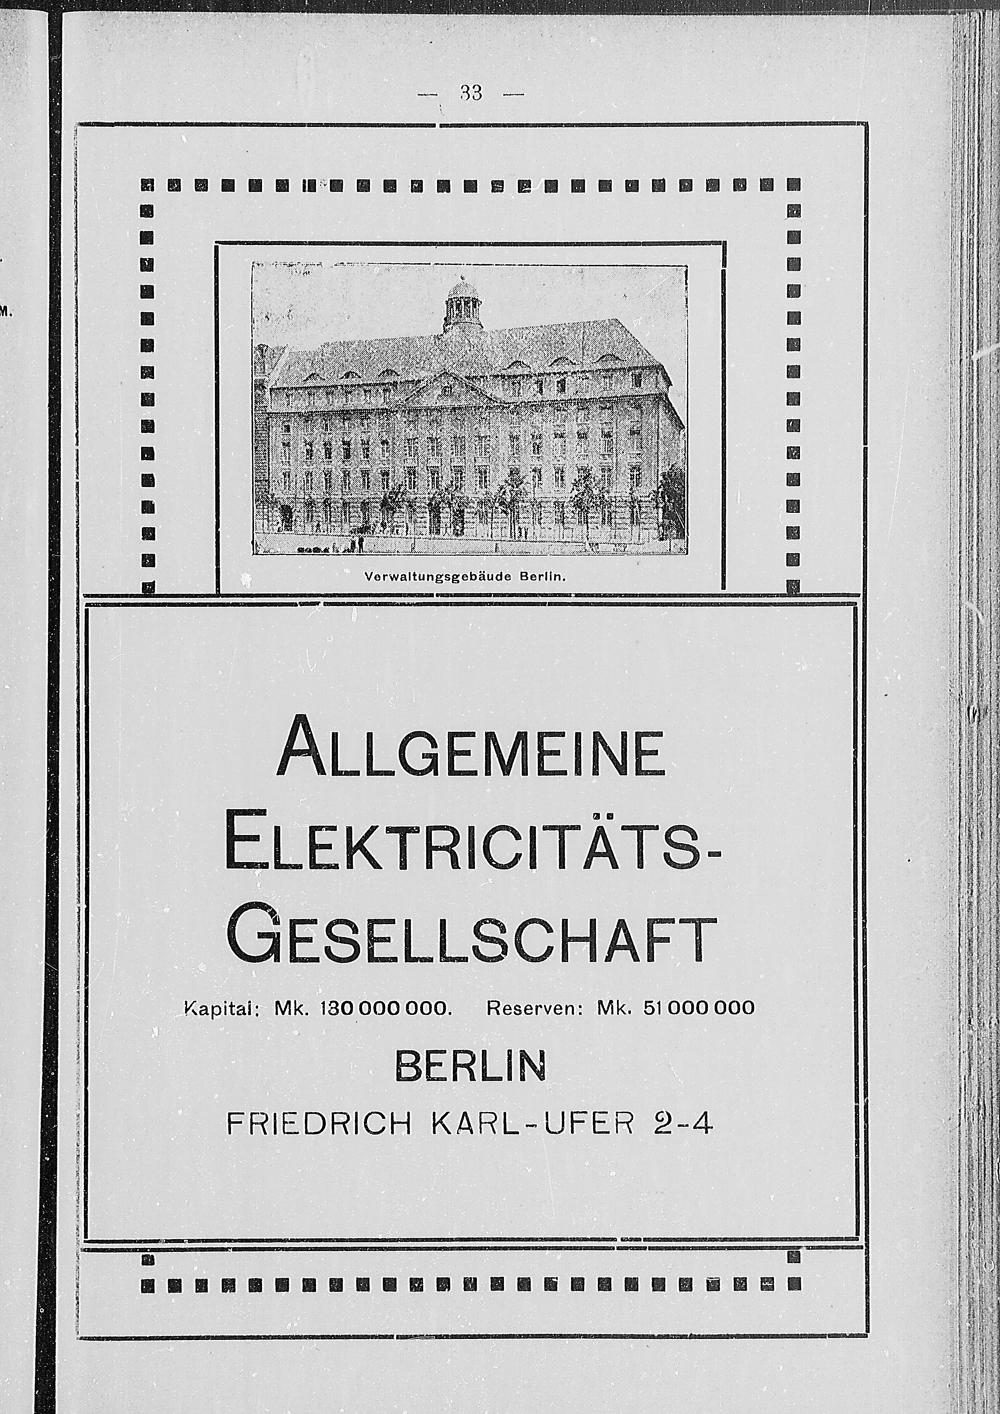 — 33 —
M.
Verwaltungsgebäude Berlin.
ALLGEMEINE
ELEKTRICITÄTS-
GESELLSCHAFT
Kapital: Mk. 130 000 000. Reserven: Mk. 51 000 000
BERLIN
FRIEDRICH KARL-UFER 2-4